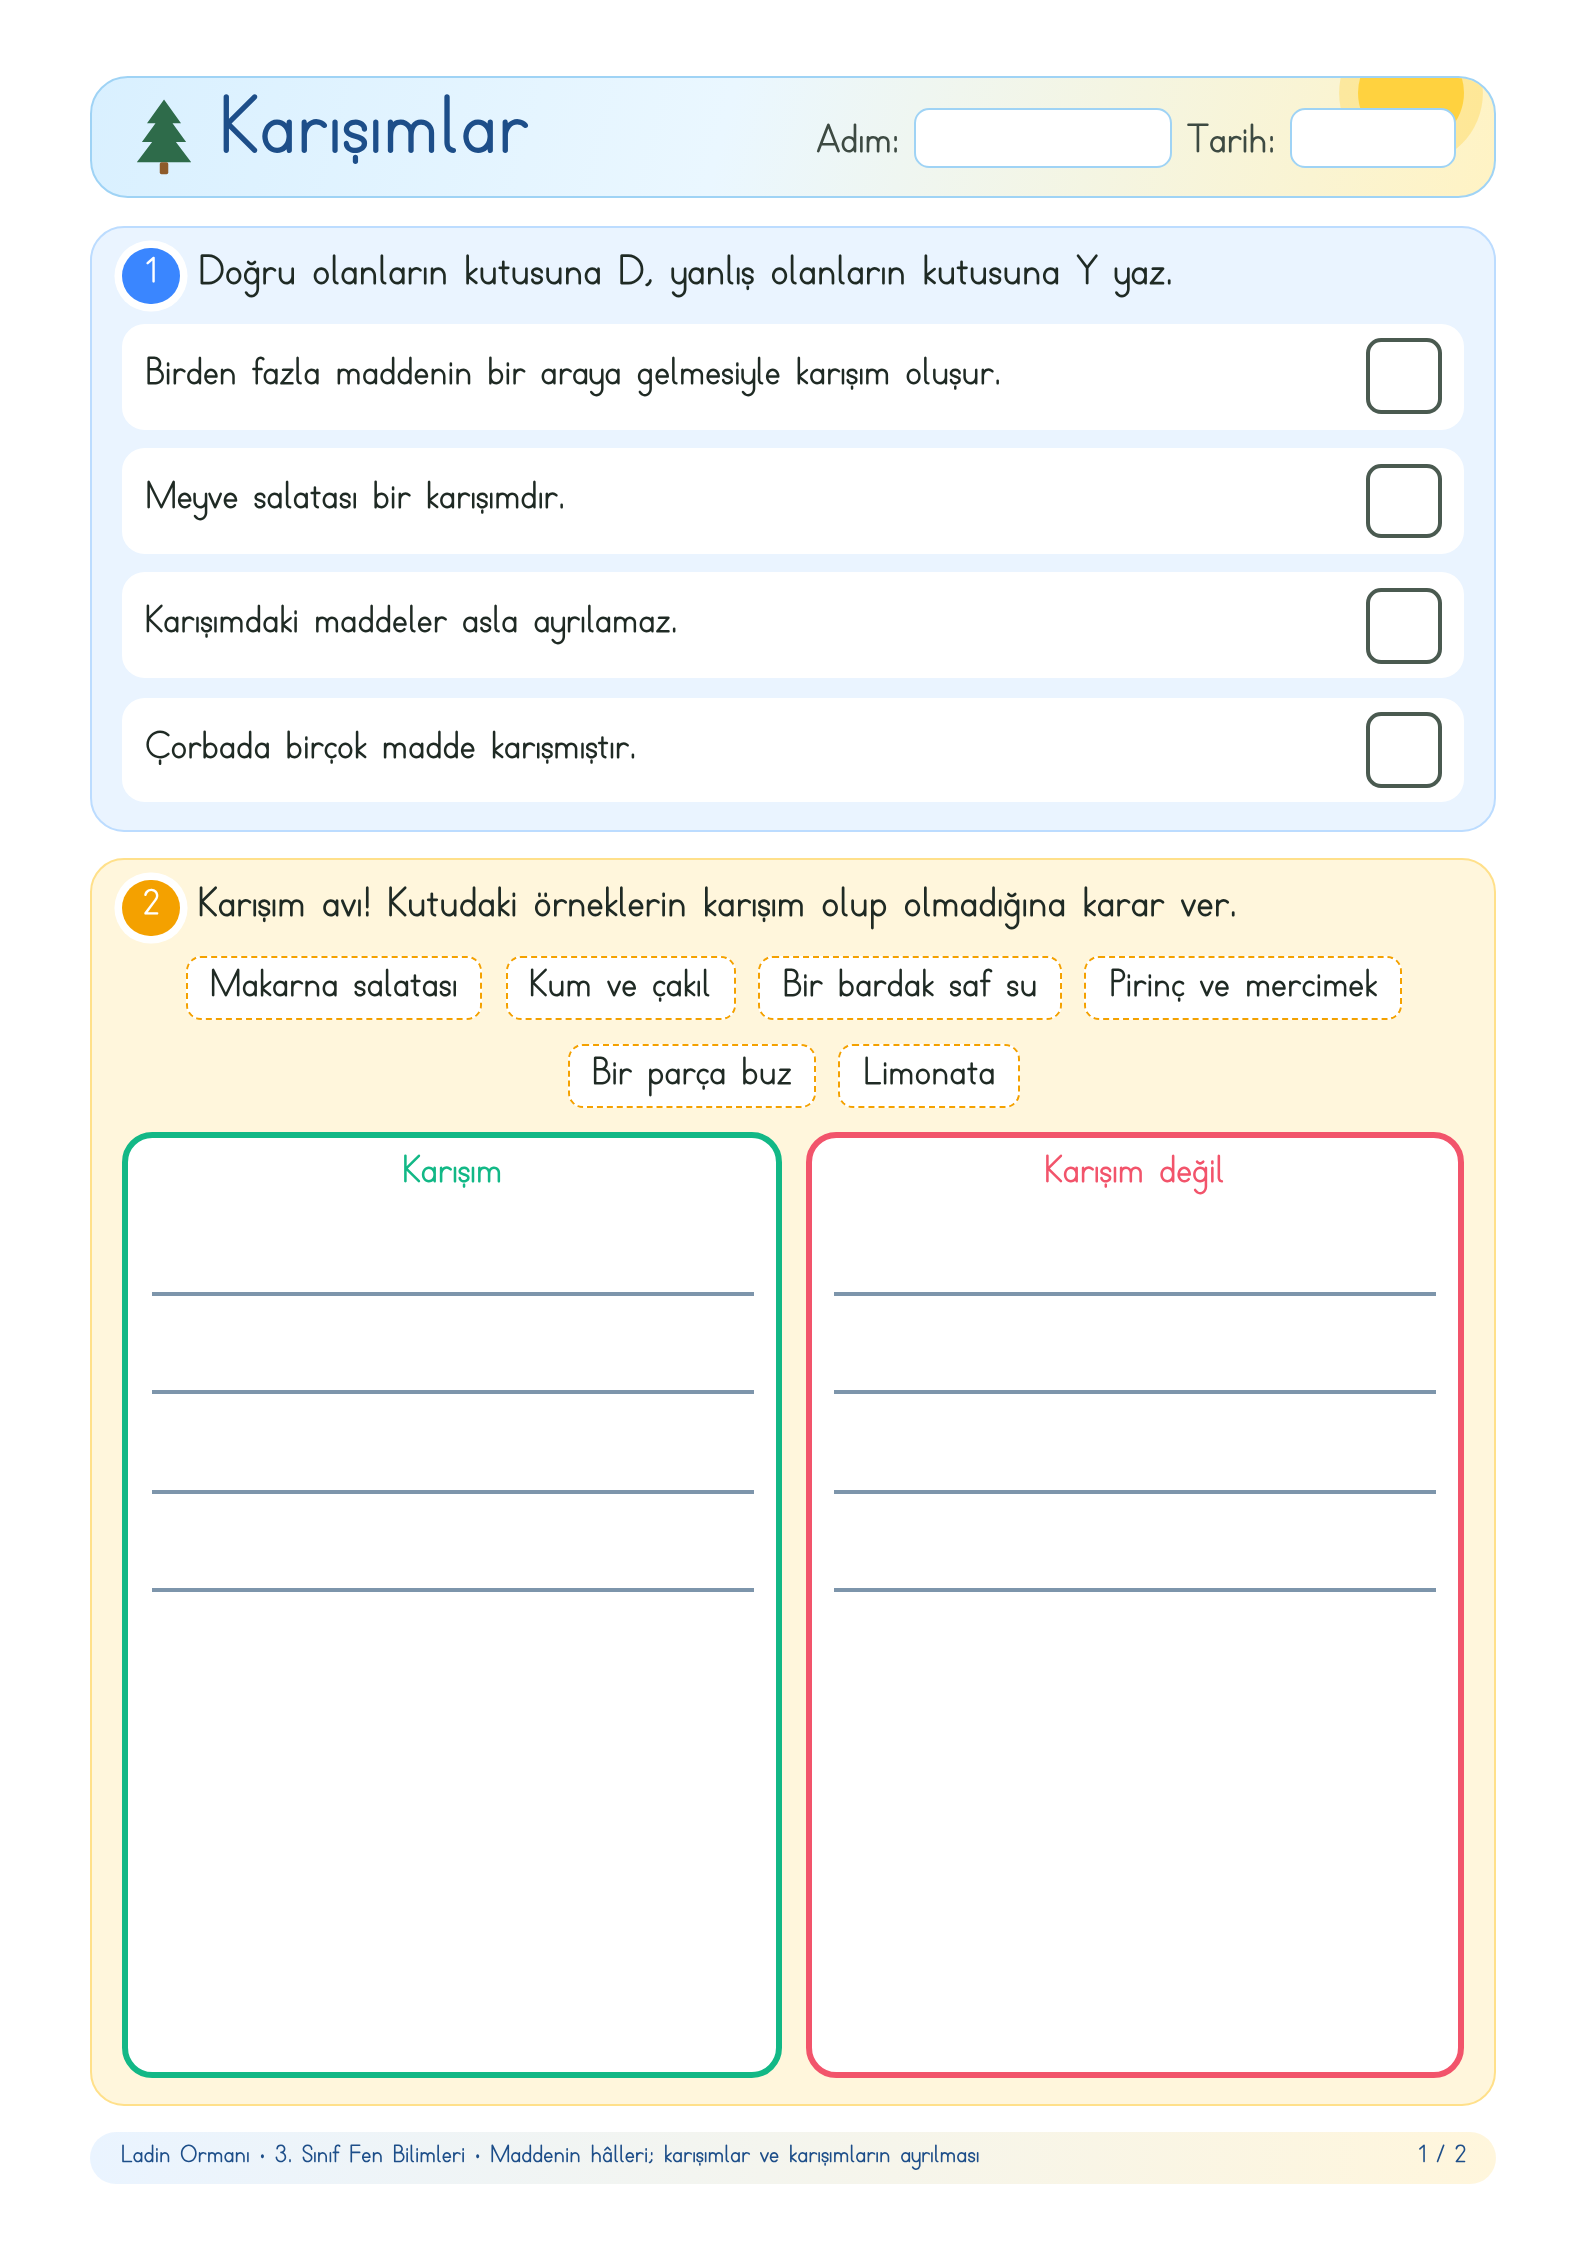 Karışımlar
Adım:
Tarih:
1
Doğru olanların kutusuna D, yanlış olanların kutusuna Y yaz.
Birden fazla maddenin bir araya gelmesiyle karışım oluşur.
Meyve salatası bir karışımdır.
Karışımdaki maddeler asla ayrılamaz.
Çorbada birçok madde karışmıştır.
2
Karışım avı! Kutudaki örneklerin karışım olup olmadığına karar ver.
Makarna salatası
Kum ve çakıl
Bir bardak saf su
Pirinç ve mercimek
Bir parça buz
Limonata
Karışım
Karışım değil
Ladin Ormanı • 3. Sınıf Fen Bilimleri • Maddenin hâlleri; karışımlar ve karışımların ayrılması
1 / 2